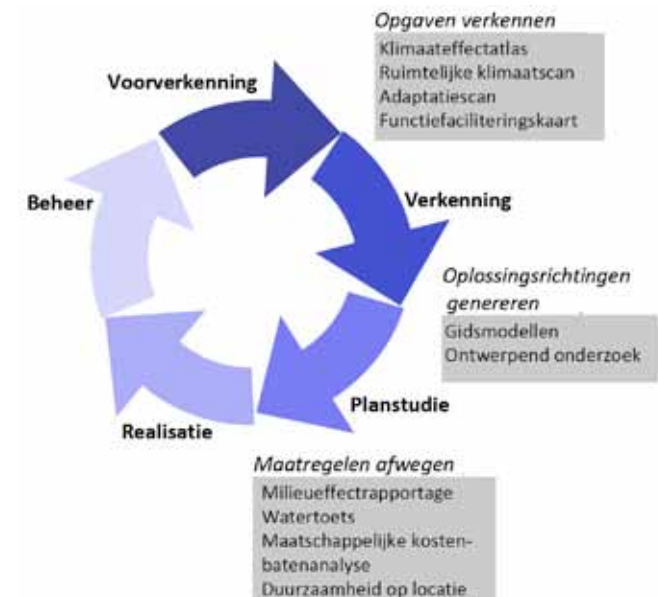 Opgaven verkennen
Klimaateffectatlas
Ruimtelijke klimaatscan
Adaptatiescan
Functiefaciliteringskaart
Voorverkenning
Beheer
Verkenning
Oplossingsrichtingen
genereren
Gidsmodellen
Ontwerpend onderzoek
Planstudie
Realisatie
Maatregelen afwegen
Milieueffectrapportage
Watertoets
Maatschappelijke kosten-
batenanalyse
Duurzaamheid op locatie